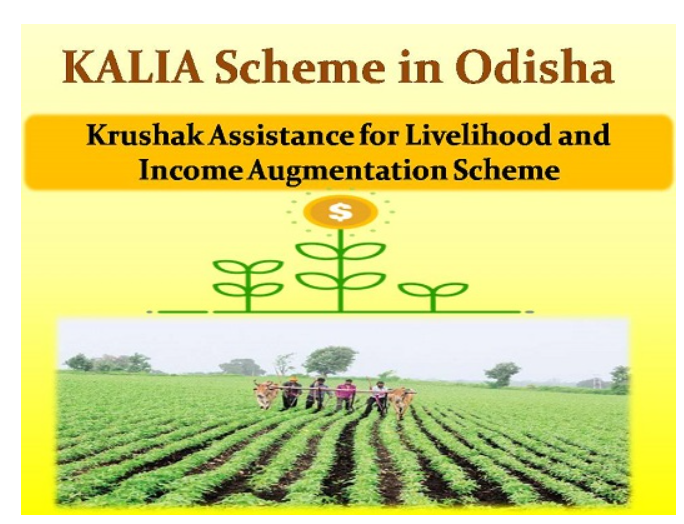 KALIA Scheme in Odisha
Krushak Assistance for Livelihood and
Income Augmentation Scheme
$